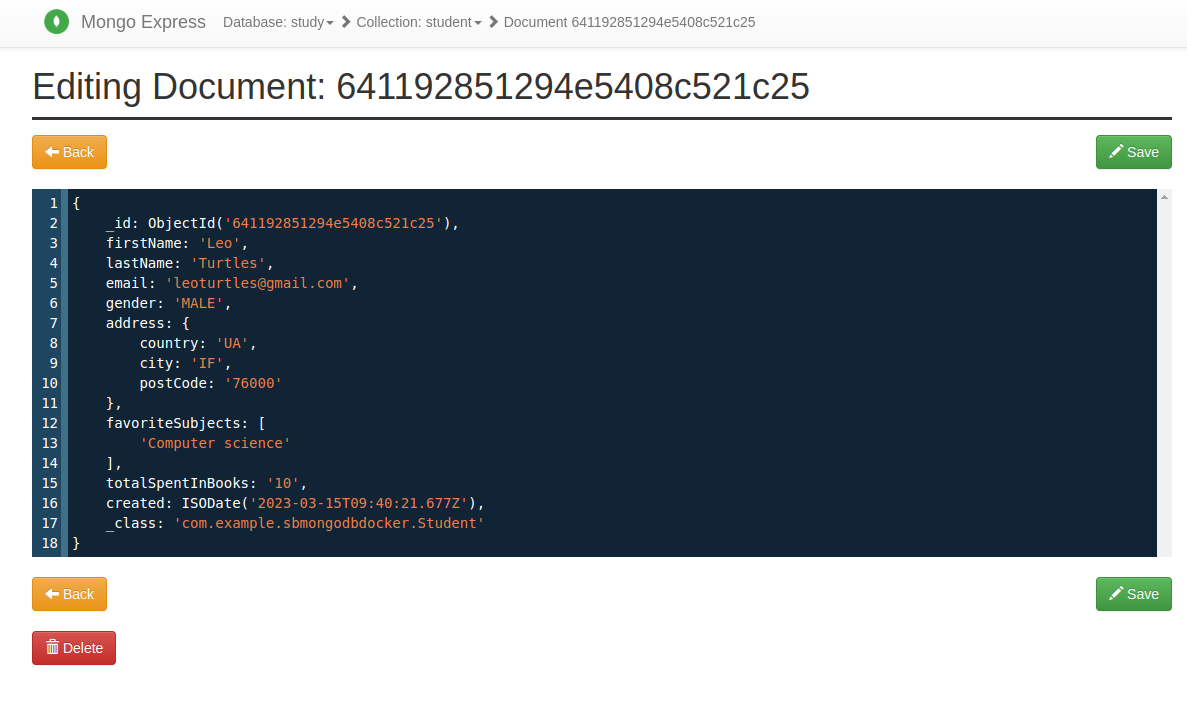 Mongo Express Database: study Collection: student Document 641192851294e5408c521c25
Editing Document: 641192851294e5408c521c25
Back Save
1 {
2     _id: ObjectId('641192851294e5408c521c25'),
3     firstName: 'Leo',
4     lastName: 'Turtles',
5     email: 'leoturtles@gmail.com',
6     gender: 'MALE',
7     address: {
8         country: 'UA',
9         city: 'IF',
10         postCode: '76000'
11     },
12     favoriteSubjects: [
13         'Computer science'
14     ],
15     totalSpentInBooks: '10',
16     created: ISODate('2023-03-15T09:40:21.677Z'),
17     _class: 'com.example.sbmongodbdocker.Student'
18 }
Back Save
Delete